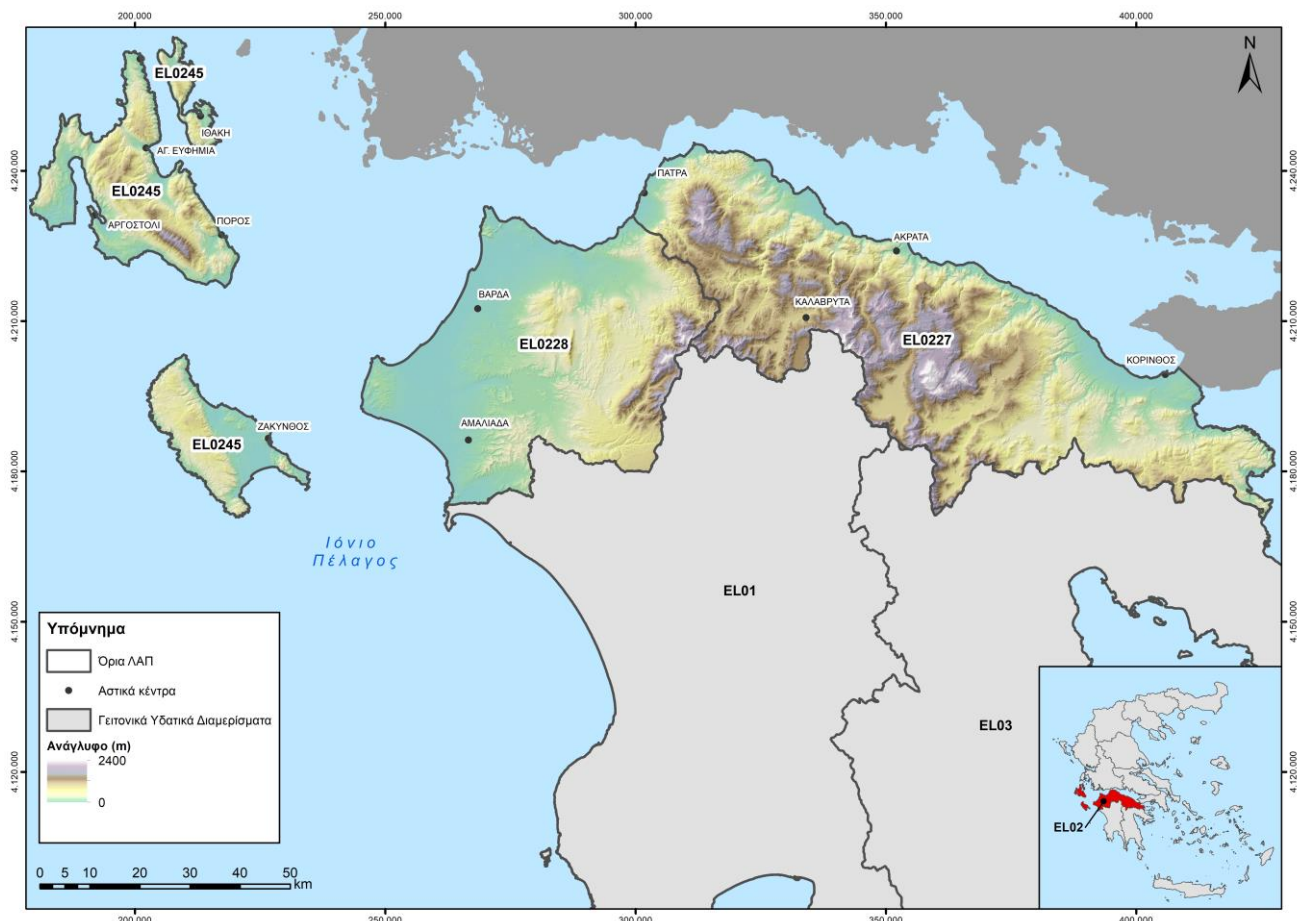 200.000
250.000
300.000
350.000
400.000
N
EL0245
ΙΘΑΚΗ
ΑΓ. ΕΥΦΗΜΙΑ
EL0245
ΑΡΓΟΣΤΟΛΙ
ΠΟΡΟΣ
ΠΑΤΡΑ
ΑΚΡΑΤΑ
ΒΑΡΔΑ
ΚΑΛΑΒΡΥΤΑ
EL0228
EL0227
ΚΟΡΙΝΘΟΣ
ΖΑΚΥΝΘΟΣ
EL0245
ΑΜΑΛΙΑΔΑ
Ιόνιο
Πέλαγος
EL01
EL03
4.240.000
4.210.000
4.180.000
4.150.000
4.120.000
4.240.000
4.210.000
4.180.000
4.150.000
4.120.000
Υπόμνημα
Όρια ΛΑΠ
Αστικά κέντρα
Γειτονικά Υδατικά Διαμερίσματα
Ανάγλυφο (m)
2400
0
EL02
0 5 10 20 30 40 50
km
200.000
250.000
300.000
350.000
400.000